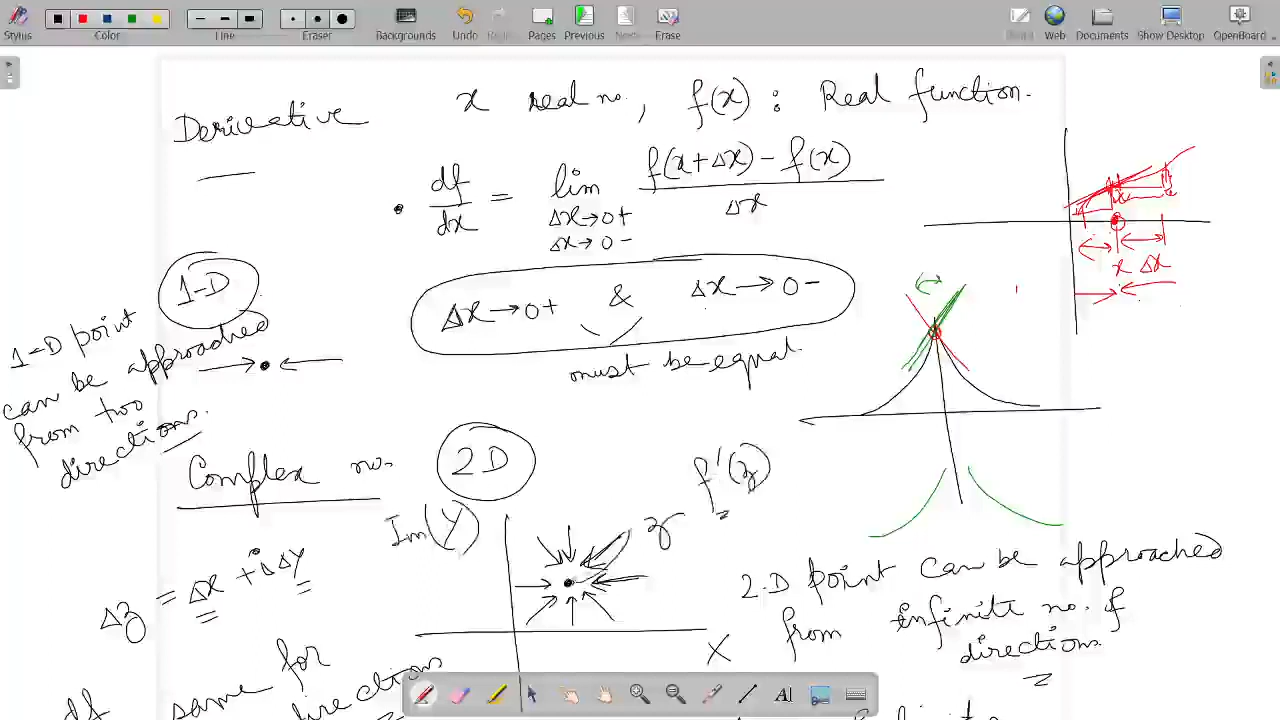 Stylus
Color
Line
Eraser
Backgrounds
Undo
Pages
Previous
Erase
Web
Documents
Show Desktop
OpenBoard
Derivative
x real no., f(x) : Real function.
df/dx = lim Δx→0+ Δx→0- f(x+Δx) - f(x) / Δx
x Δx
1-D
Δx→0+ & Δx→0-
must be equal
1-D point
can be approached
from two
directions.
Complex no.
2D
f'(z)
Im(Y)
z
X
Δz = Δx + iΔy
2-D point can be approached
from infinite no. of
directions.
df same for
directions